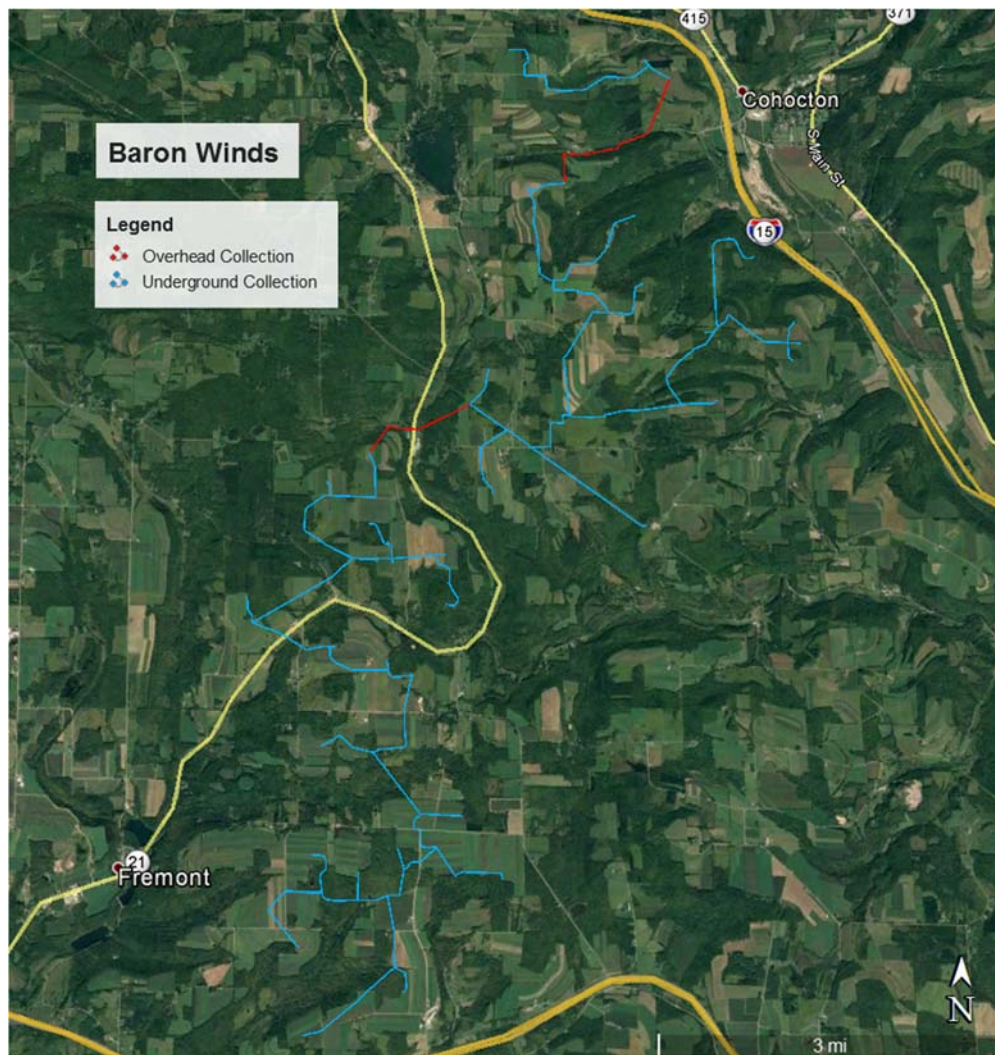 415
371
Cohocton
Baron Winds
S Main St
Legend
Overhead Collection
Underground Collection
15
21
Fremont
N
3 mi